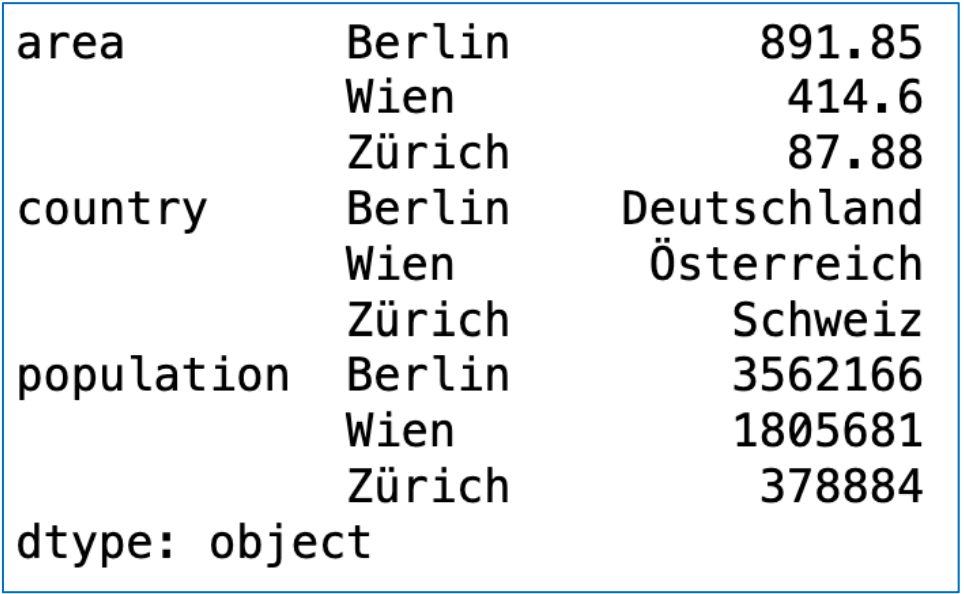 area        Berlin         891.85
            Wien            414.6
            Zürich          87.88
country     Berlin    Deutschland
            Wien       Österreich
            Zürich        Schweiz
population  Berlin        3562166
            Wien          1805681
            Zürich         378884
dtype: object